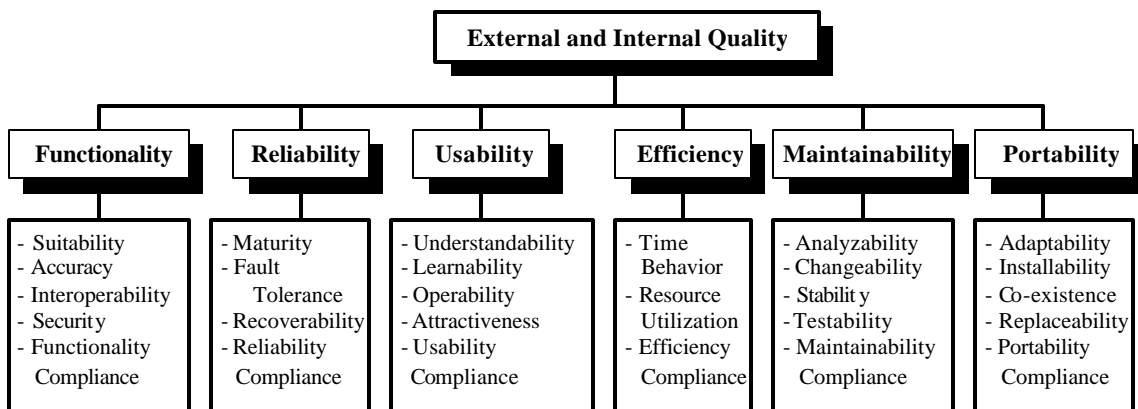 External and Internal Quality
Functionality
Reliability
Usability
Efficiency
Maintainability
Portability
- Suitability
- Accuracy
- Interoperability
- Security
- Functionality
Compliance
- Maturity
- Fault
Tolerance
- Recoverability
- Reliability
Compliance
- Understandability
- Learnability
- Operability
- Attractiveness
- Usability
Compliance
- Time
Behavior
- Resource
Utilization
- Efficiency
Compliance
- Analyzability
- Changeability
- Stability
- Testability
- Maintainability
Compliance
- Adaptability
- Installability
- Co-existence
- Replaceability
- Portability
Compliance